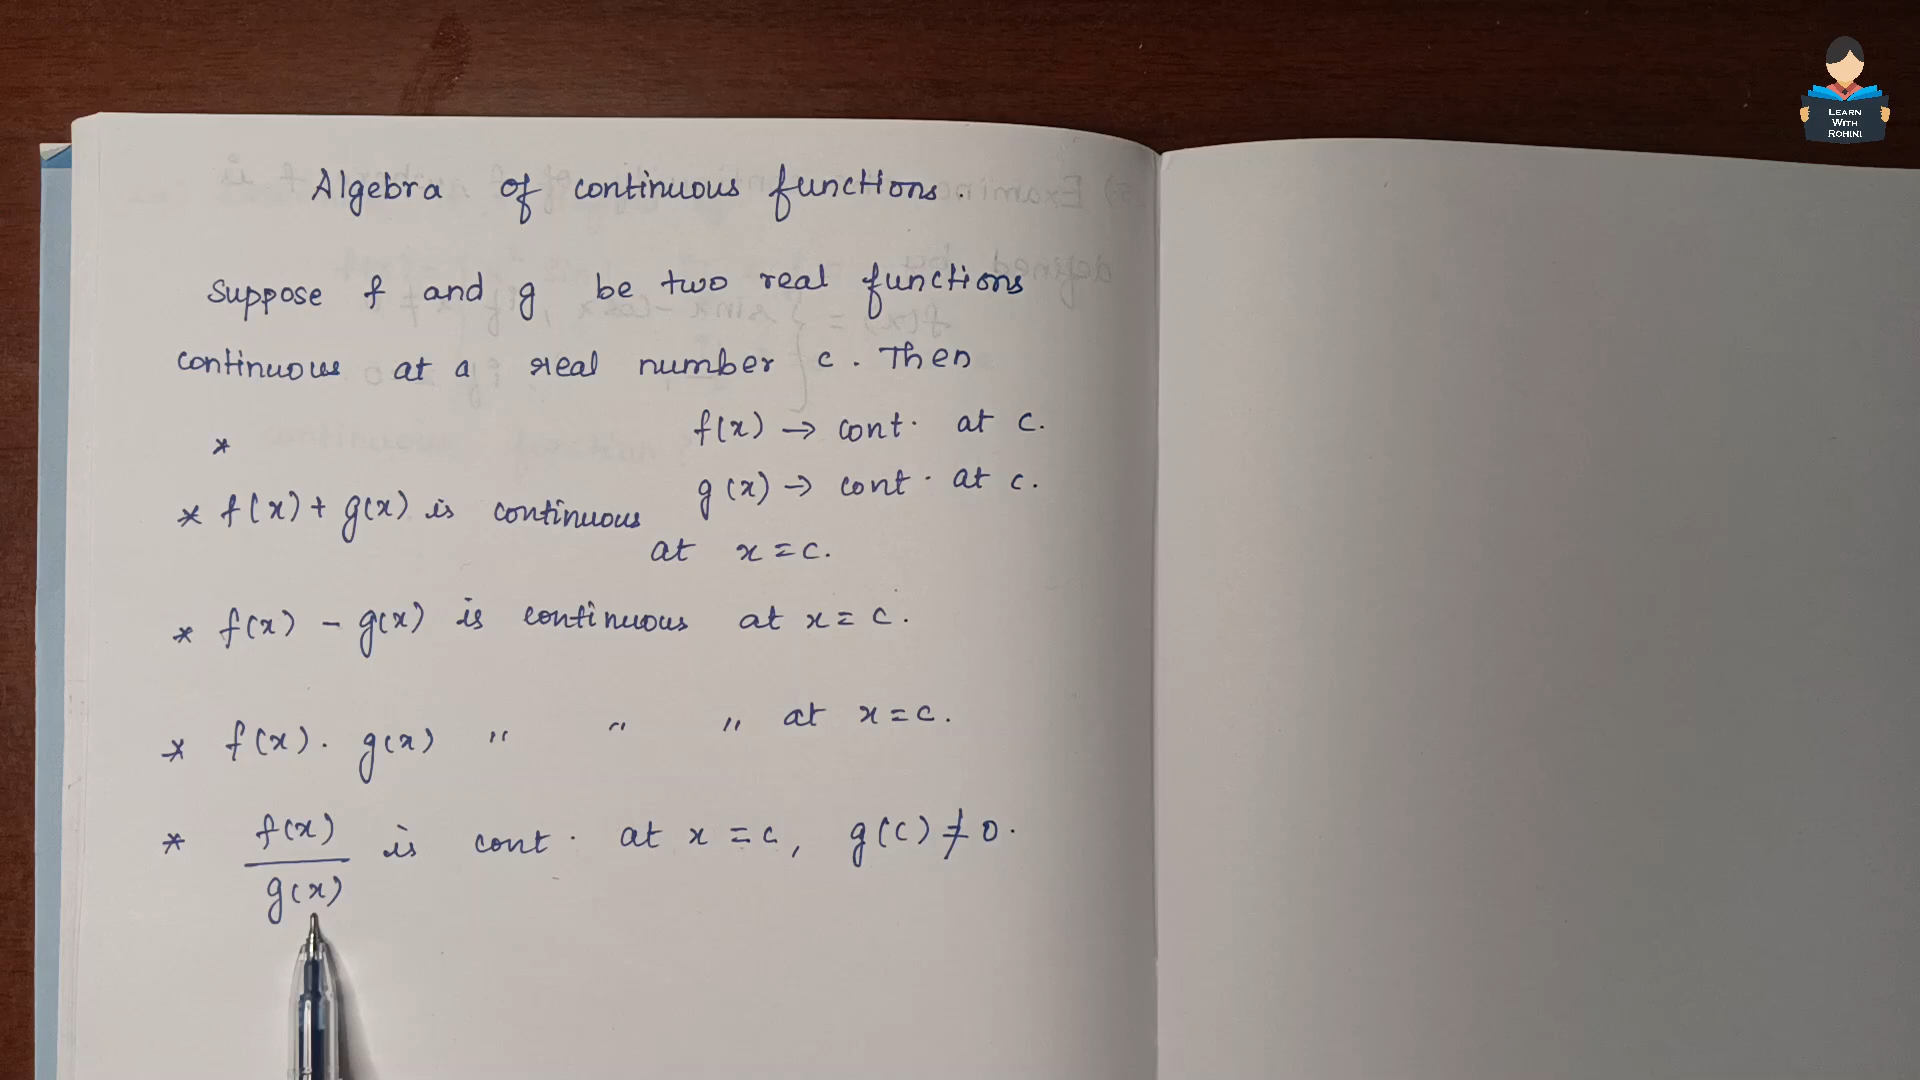 LEARN
WITH
ROHINI
Algebra of continuous functions.
Suppose f and g be two real functions
continuous at a real number c. Then
* f(x) → cont. at c.
g(x) → cont. at c.
* f(x) + g(x) is continuous
at x = c.
* f(x) - g(x) is continuous at x = c.
* f(x). g(x) " " " at x = c.
* f(x)/g(x) is cont. at x = c, g(c) ≠ 0.